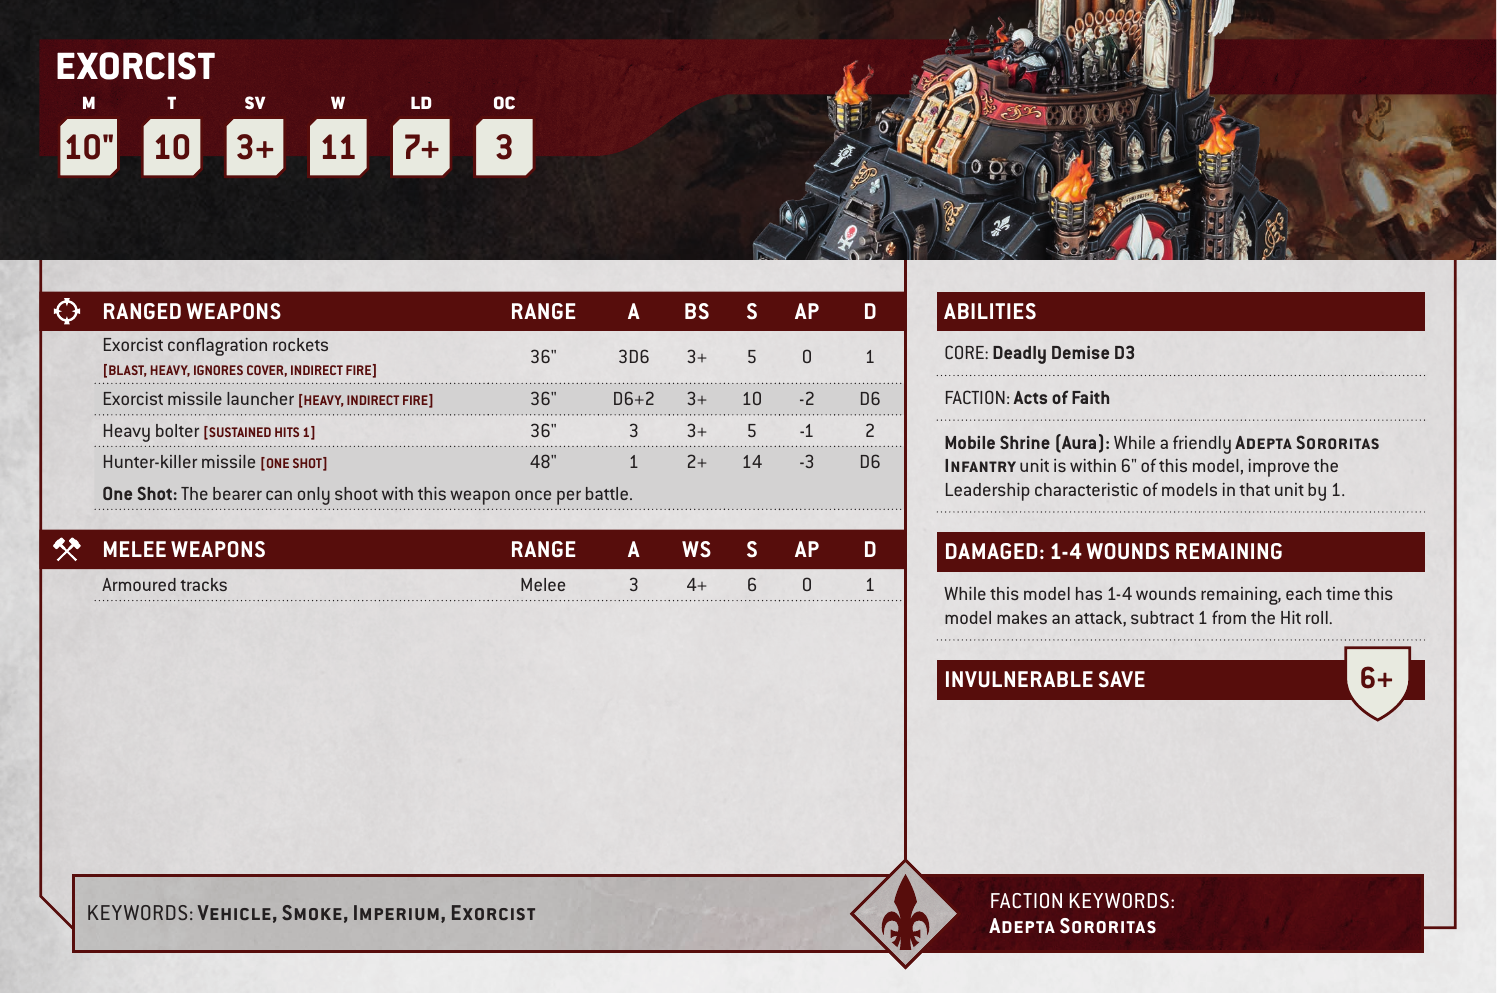 EXORCIST
M T SV W LD OC
10" 10 3+ 11 7+ 3
RANGED WEAPONS RANGE A BS S AP D
Exorcist conflagration rockets
[BLAST, HEAVY, IGNORES COVER, INDIRECT FIRE] 36" 3D6 3+ 5 0 1
Exorcist missile launcher [HEAVY, INDIRECT FIRE] 36" D6+2 3+ 10 -2 D6
Heavy bolter [SUSTAINED HITS 1] 36" 3 3+ 5 -1 2
Hunter-killer missile [ONE SHOT] 48" 1 2+ 14 -3 D6
One Shot: The bearer can only shoot with this weapon once per battle.
MELEE WEAPONS RANGE A WS S AP D
Armoured tracks Melee 3 4+ 6 0 1
ABILITIES
CORE: Deadly Demise D3
FACTION: Acts of Faith
Mobile Shrine (Aura): While a friendly ADEPTA SORORITAS
INFANTRY unit is within 6" of this model, improve the
Leadership characteristic of models in that unit by 1.
DAMAGED: 1-4 WOUNDS REMAINING
While this model has 1-4 wounds remaining, each time this
model makes an attack, subtract 1 from the Hit roll.
INVULNERABLE SAVE 6+
KEYWORDS: VEHICLE, SMOKE, IMPERIUM, EXORCIST
FACTION KEYWORDS:
ADEPTA SORORITAS